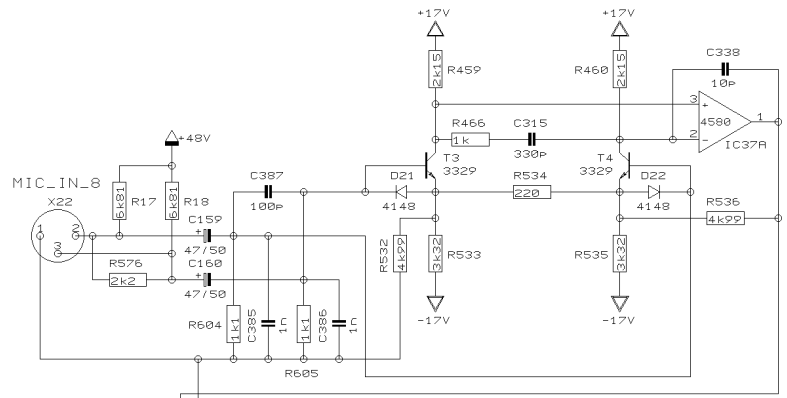 +17V
+17V
2k15
R459
R460
2k15
C338
10p
3
+
4580
1
2
-
IC37A
R466
1k
C315
330p
+48V
T3
3329
T4
3329
MIC_IN_8
X22
6k81
R17
6k81
R18
C387
100p
D21
4148
R534
220
D22
4148
R536
4k99
1
2
3
C159
+
47/50
R576
2k2
C160
+
47/50
R532
4k99
3k32
R533
R535
3k32
R604
1k1
C385
1n
1k1
C386
1n
R605
-17V
-17V